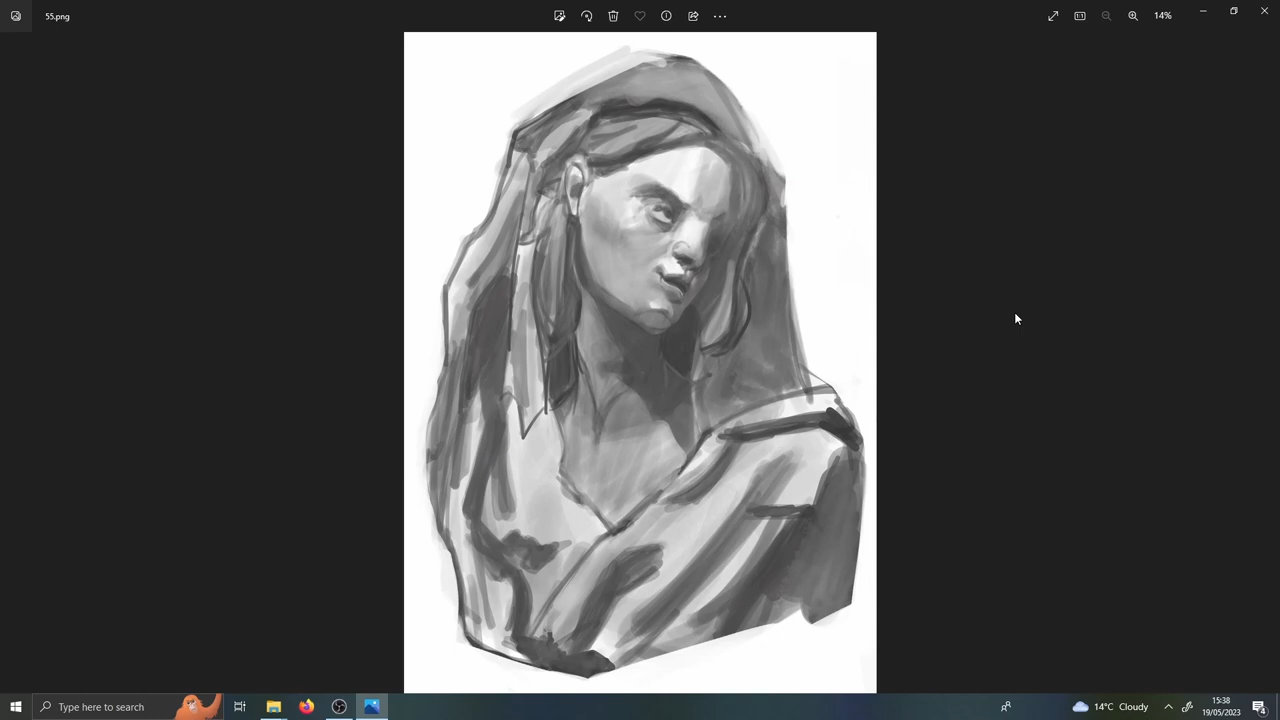 55.png
14%
Type here to search
14°C Cloudy
15:38
19/05/2023